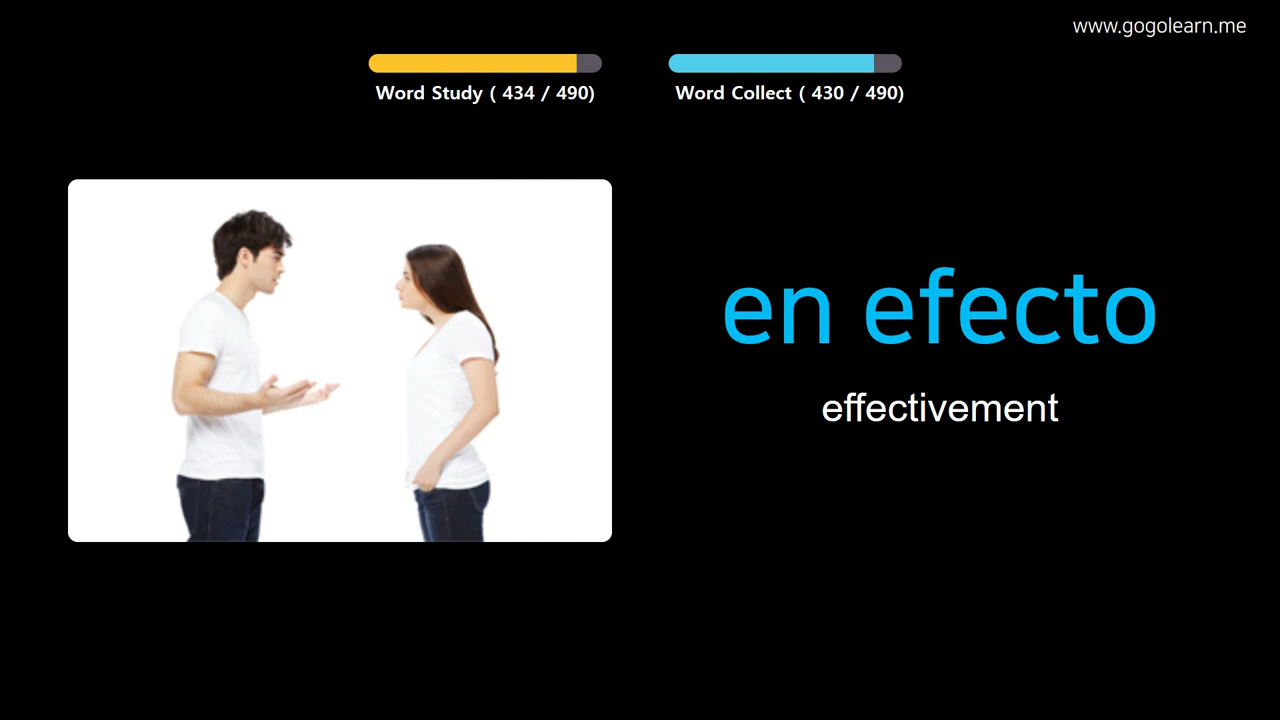 www.gogolearn.me
Word Study ( 434 / 490)
Word Collect ( 430 / 490)
en efecto
effectivement